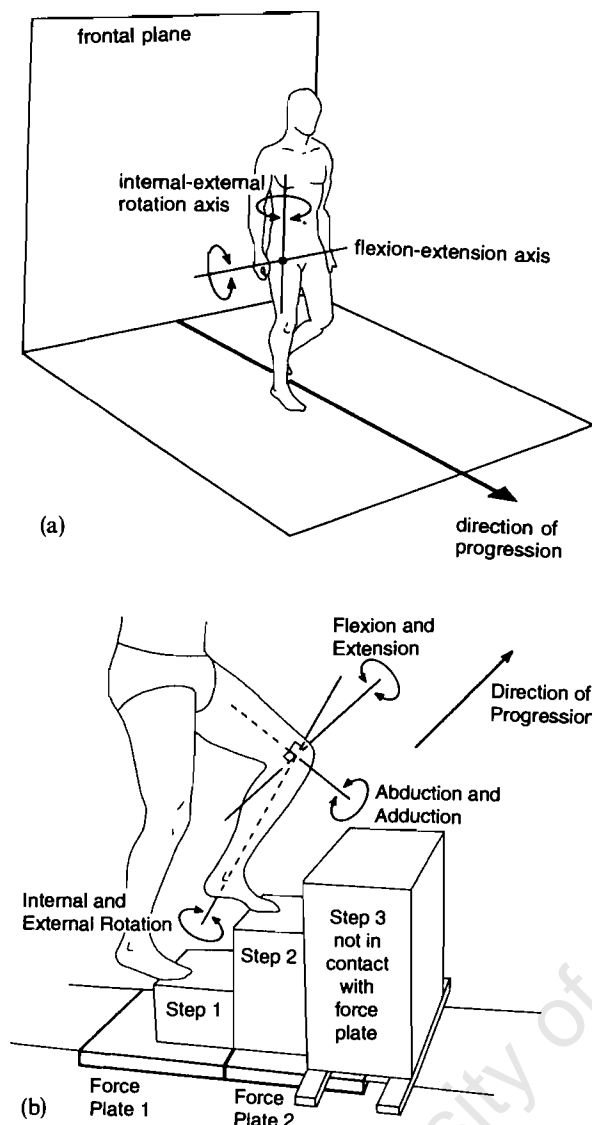 frontal plane
internal-external
rotation axis
flexion-extension axis
(a)
direction of
progression
Flexion and
Extension
Direction of
Progression
Abduction and
Adduction
Internal and
External Rotation
Step 1
Step 2
Step 3
not in
contact
with
force
plate
Force
Plate 1
Force
Plate 2
(b)
sity of